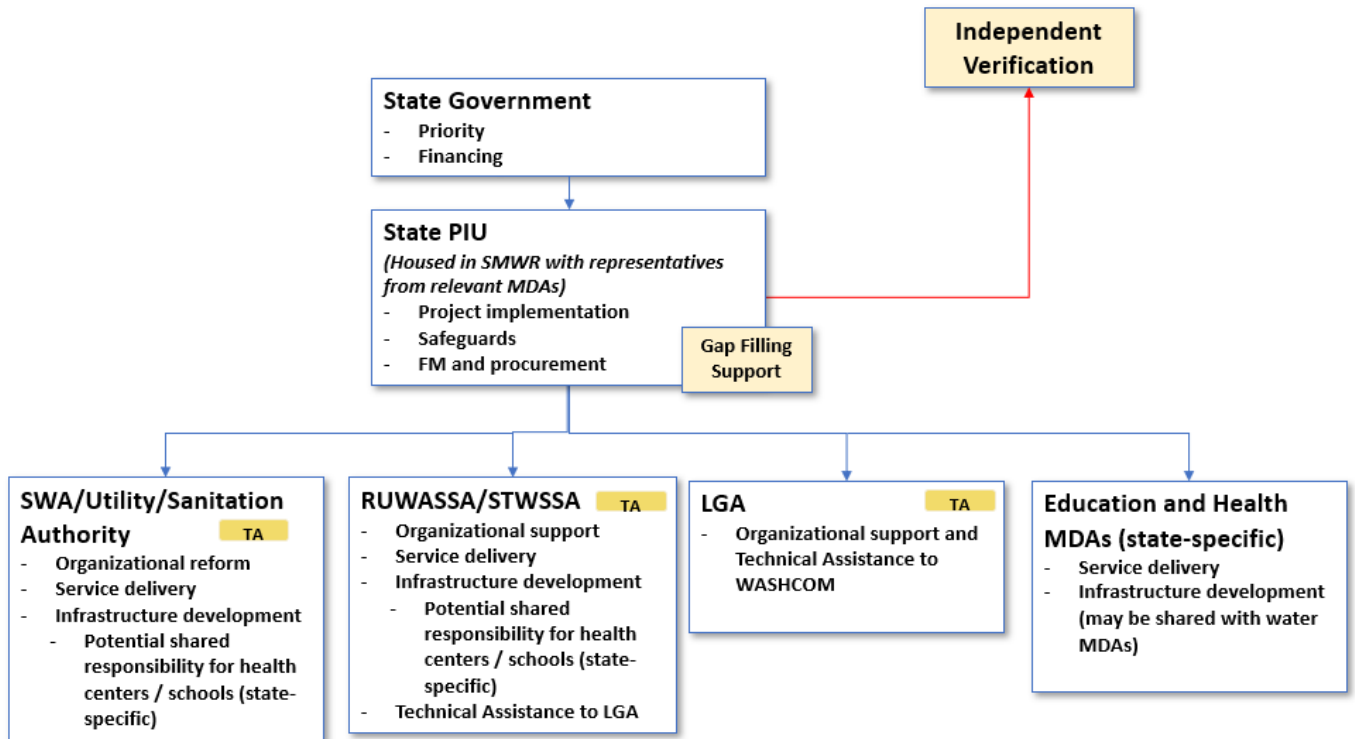 Independent
Verification
State Government
- Priority
- Financing
State PIU
(Housed in SMWR with representatives
from relevant MDAs)
- Project implementation
- Safeguards
- FM and procurement
Gap Filling
Support
SWA/Utility/Sanitation
Authority
TA
- Organizational reform
- Service delivery
- Infrastructure development
- Potential shared
responsibility for health
centers / schools (state-
specific)
RUWASSA/STWSSA
TA
- Organizational support
- Service delivery
- Infrastructure development
- Potential shared
responsibility for health
centers / schools (state-
specific)
- Technical Assistance to LGA
LGA
TA
- Organizational support and
Technical Assistance to
WASHCOM
Education and Health
MDAs (state-specific)
- Service delivery
- Infrastructure development
(may be shared with water
MDAs)